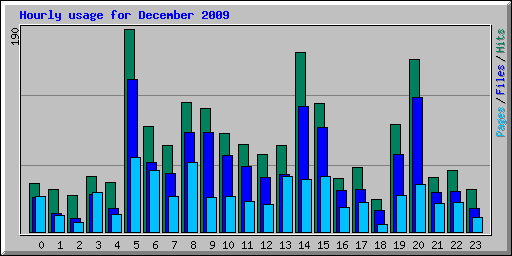 Hourly usage for December 2009
190
Pages/Files/Hits
0 1 2 3 4 5 6 7 8 9 10 11 12 13 14 15 16 17 18 19 20 21 22 23